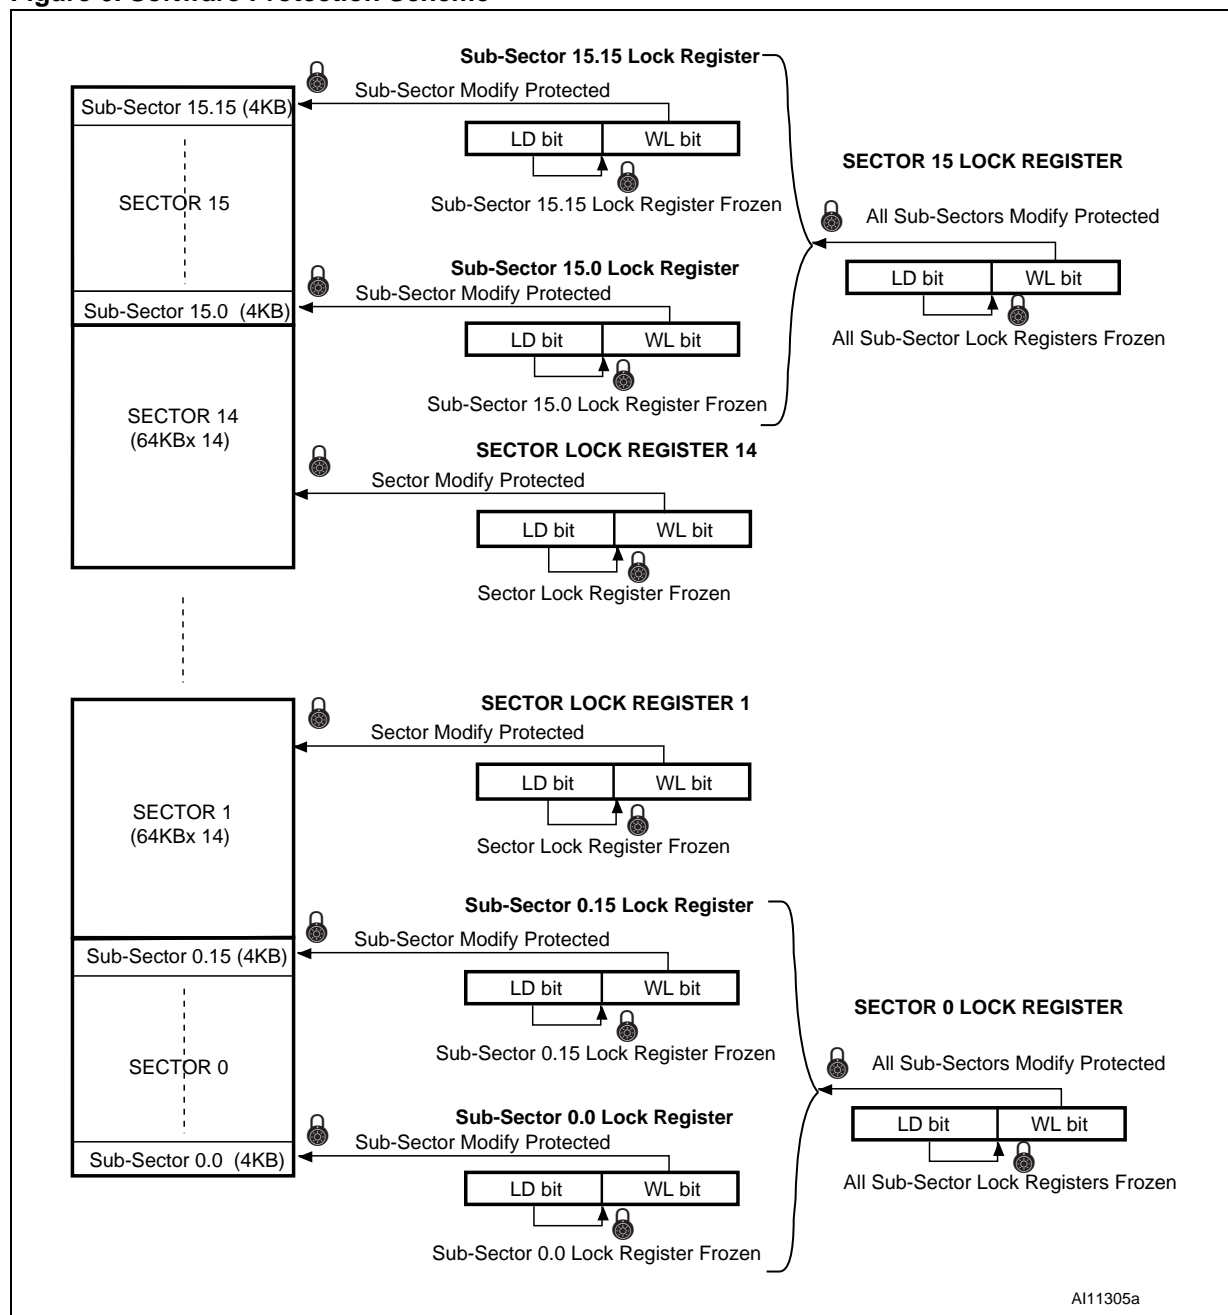 Sub-Sector 15.15 Lock Register
Sub-Sector Modify Protected
Sub-Sector 15.15 (4KB)
LD bit WL bit
SECTOR 15 LOCK REGISTER
SECTOR 15
Sub-Sector 15.15 Lock Register Frozen
All Sub-Sectors Modify Protected
Sub-Sector 15.0 Lock Register
LD bit WL bit
Sub-Sector Modify Protected
Sub-Sector 15.0 (4KB)
LD bit WL bit
All Sub-Sector Lock Registers Frozen
Sub-Sector 15.0 Lock Register Frozen
SECTOR 14
(64KBx 14)
SECTOR LOCK REGISTER 14
Sector Modify Protected
LD bit WL bit
Sector Lock Register Frozen
SECTOR LOCK REGISTER 1
Sector Modify Protected
LD bit WL bit
SECTOR 1
(64KBx 14)
Sector Lock Register Frozen
Sub-Sector 0.15 Lock Register
Sub-Sector Modify Protected
Sub-Sector 0.15 (4KB)
LD bit WL bit
SECTOR 0 LOCK REGISTER
Sub-Sector 0.15 Lock Register Frozen
SECTOR 0
All Sub-Sectors Modify Protected
Sub-Sector 0.0 Lock Register
LD bit WL bit
Sub-Sector Modify Protected
Sub-Sector 0.0 (4KB)
All Sub-Sector Lock Registers Frozen
LD bit WL bit
Sub-Sector 0.0 Lock Register Frozen
AI11305a